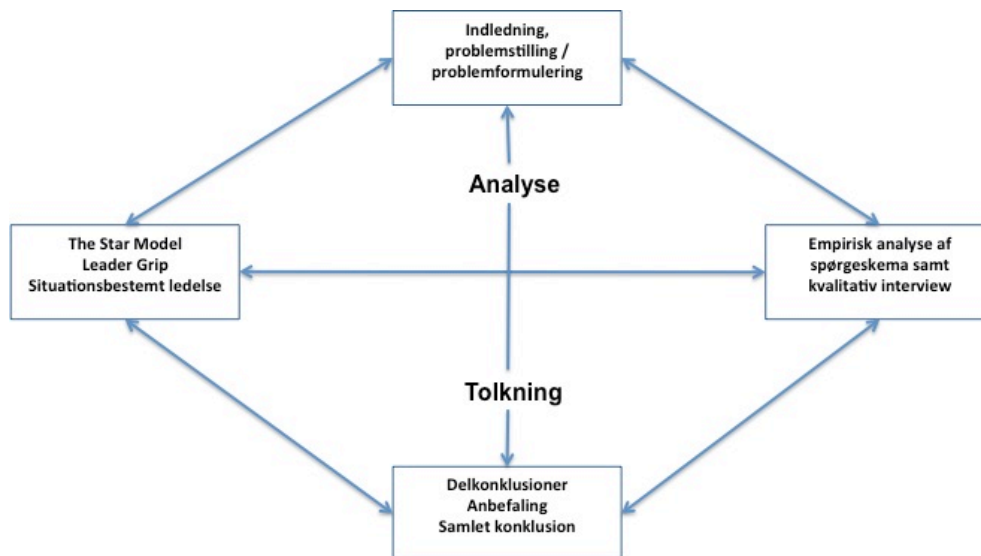 Indledning,
problemstilling /
problemformulering
Analyse
The Star Model
Leader Grip
Situationsbestemt ledelse
Empirisk analyse af
spørgeskema samt
kvalitativ interview
Tolkning
Delkonklusioner
Anbefaling
Samlet konklusion